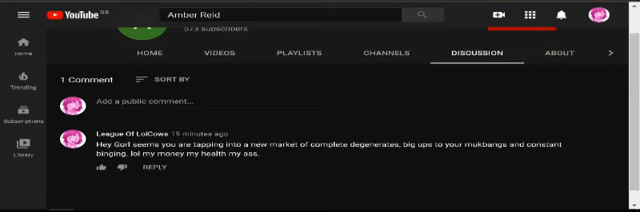 YouTube GB
Amber Reid
573 subscribers
HOME VIDEOS PLAYLISTS CHANNELS DISCUSSION ABOUT
Home
Trending
Subscriptions
Library
1 Comment SORT BY
Add a public comment...
League Of LolCows 19 minutes ago
Hey Gorl seems you are tapping into a new market of complete degenerates, big ups to your mukbangs and constant
binging. lol my money my health my ass.
REPLY